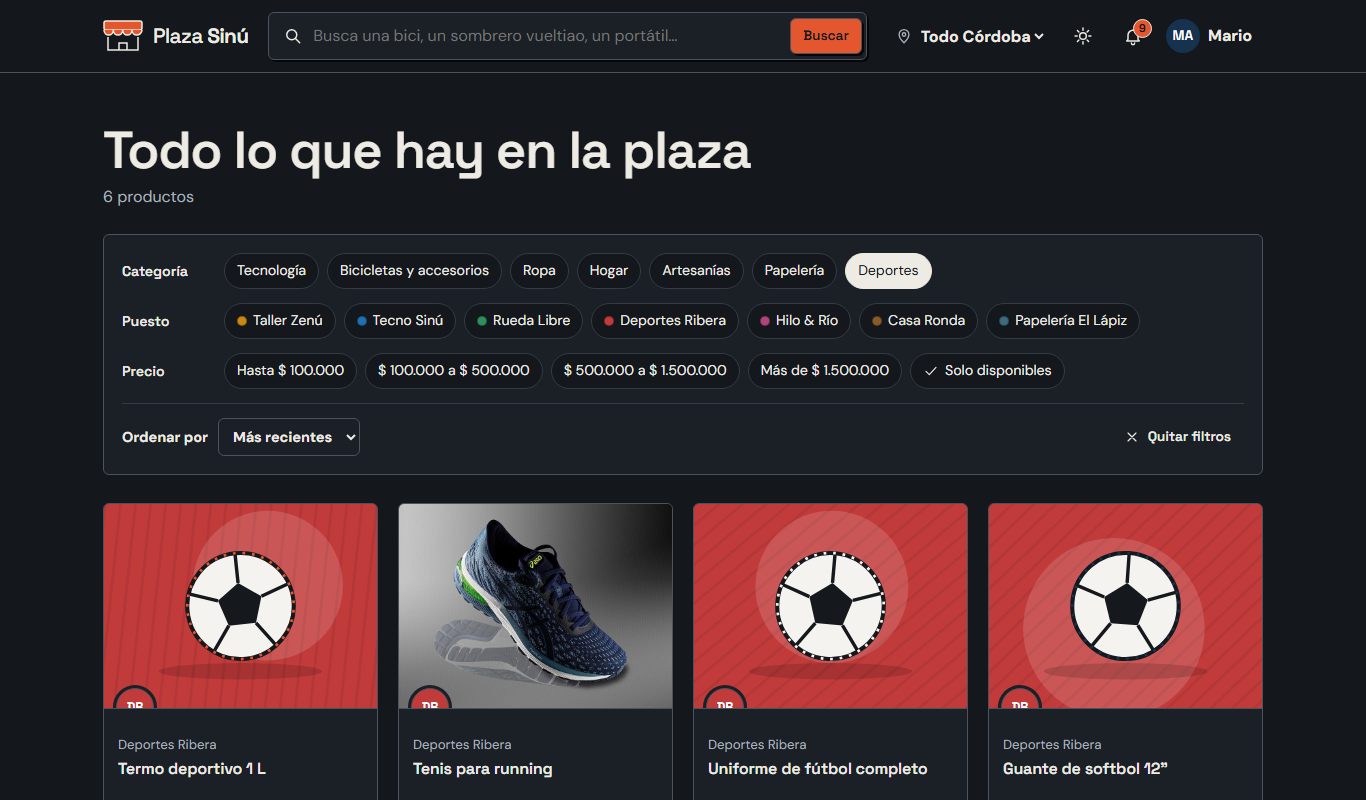 Plaza Sinú
Busca una bici, un sombrero vueltiao, un portátil...
Buscar
Todo Córdoba
9
MA
Mario
Todo lo que hay en la plaza
6 productos
Categoría
Tecnología
Bicicletas y accesorios
Ropa
Hogar
Artesanías
Papelería
Deportes
Puesto
Taller Zenú
Tecno Sinú
Rueda Libre
Deportes Ribera
Hilo & Río
Casa Ronda
Papelería El Lápiz
Precio
Hasta $ 100.000
$ 100.000 a $ 500.000
$ 500.000 a $ 1.500.000
Más de $ 1.500.000
Solo disponibles
Ordenar por
Más recientes
Quitar filtros
DR
DR
DR
DR
Deportes Ribera
Termo deportivo 1 L
Deportes Ribera
Tenis para running
Deportes Ribera
Uniforme de fútbol completo
Deportes Ribera
Guante de softbol 12”